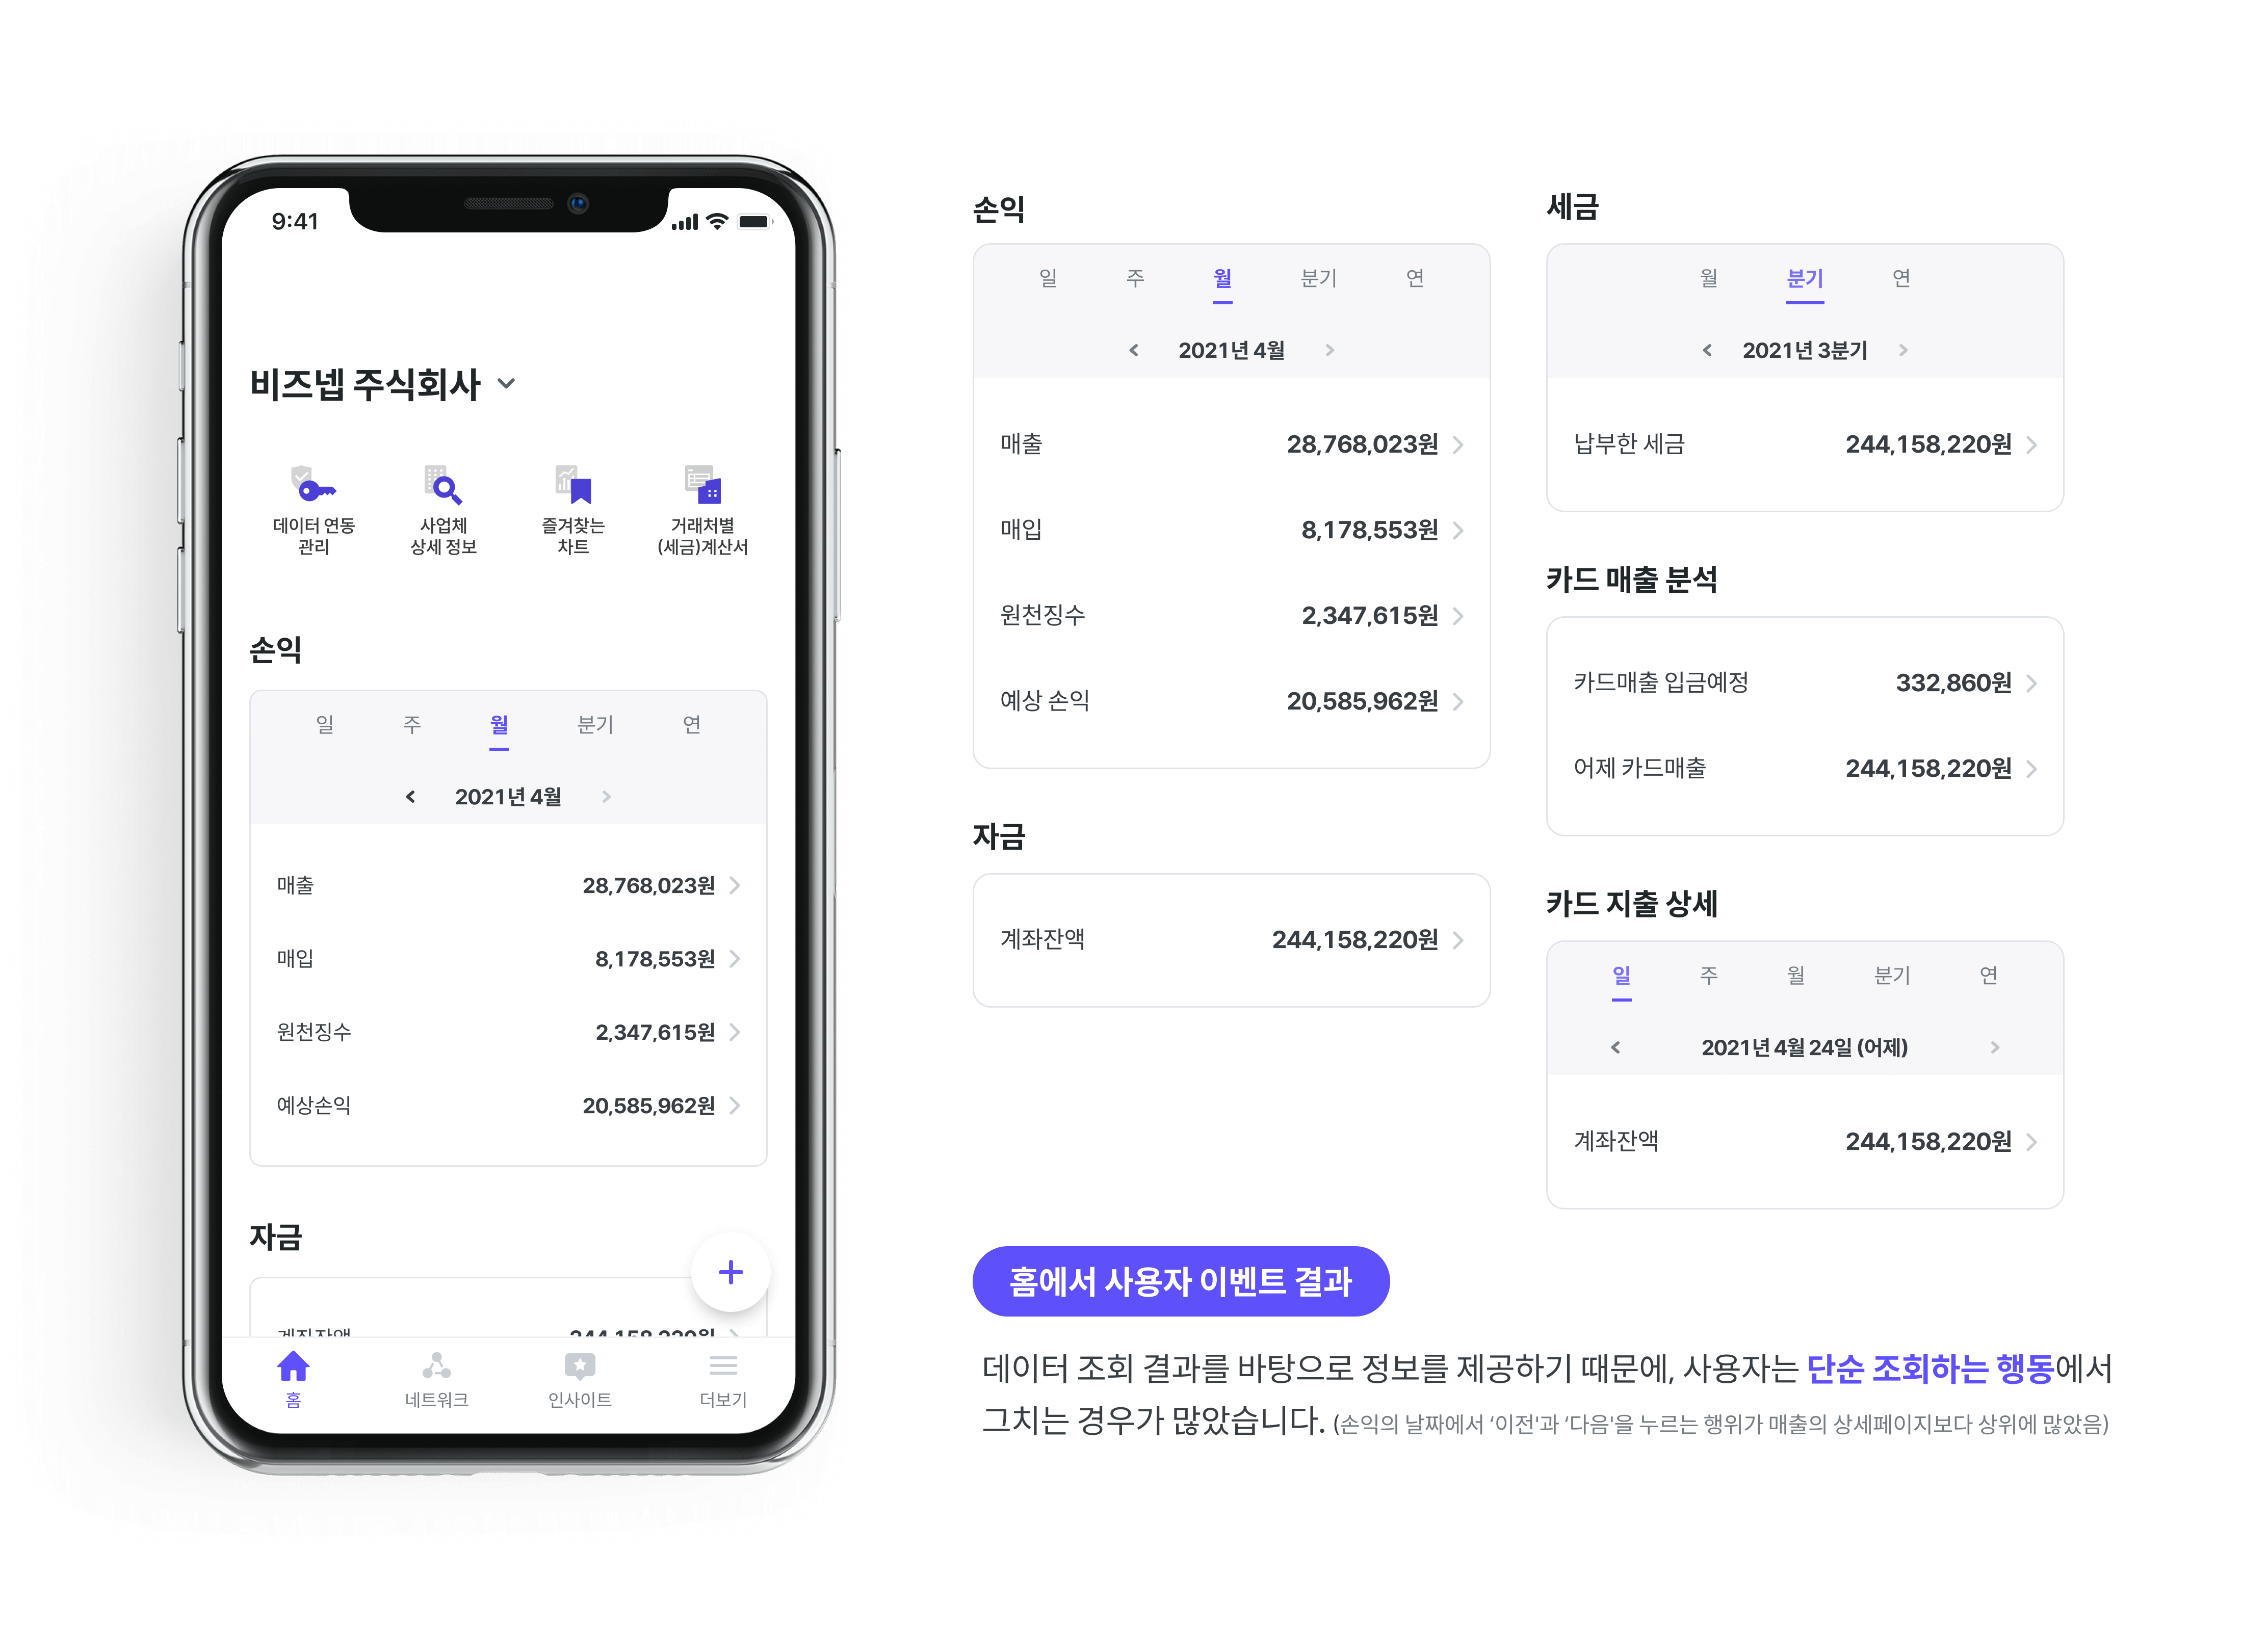 9:41
비즈넵 주식회사
데이터 연동
관리
사업체
상세 정보
즐겨찾는
차트
거래처별
(세금)계산서
손익
일 주 월 분기 연
2021년 4월
매출 28,768,023원
매입 8,178,553원
원천징수 2,347,615원
예상손익 20,585,962원
자금
계좌잔액 244,158,220원
홈 네트워크 인사이트 더보기
손익
일 주 월 분기 연
2021년 4월
매출 28,768,023원
매입 8,178,553원
원천징수 2,347,615원
예상 손익 20,585,962원
자금
계좌잔액 244,158,220원
세금
월 분기 연
2021년 3분기
납부한 세금 244,158,220원
카드 매출 분석
카드매출 입금예정 332,860원
어제 카드매출 244,158,220원
카드 지출 상세
일 주 월 분기 연
2021년 4월 24일 (어제)
계좌잔액 244,158,220원
홈에서 사용자 이벤트 결과
데이터 조회 결과를 바탕으로 정보를 제공하기 때문에, 사용자는 단순 조회하는 행동에서
그치는 경우가 많았습니다. (손익의 날짜에서 ‘이전'과 ‘다음'을 누르는 행위가 매출의 상세페이지보다 상위에 많았음)